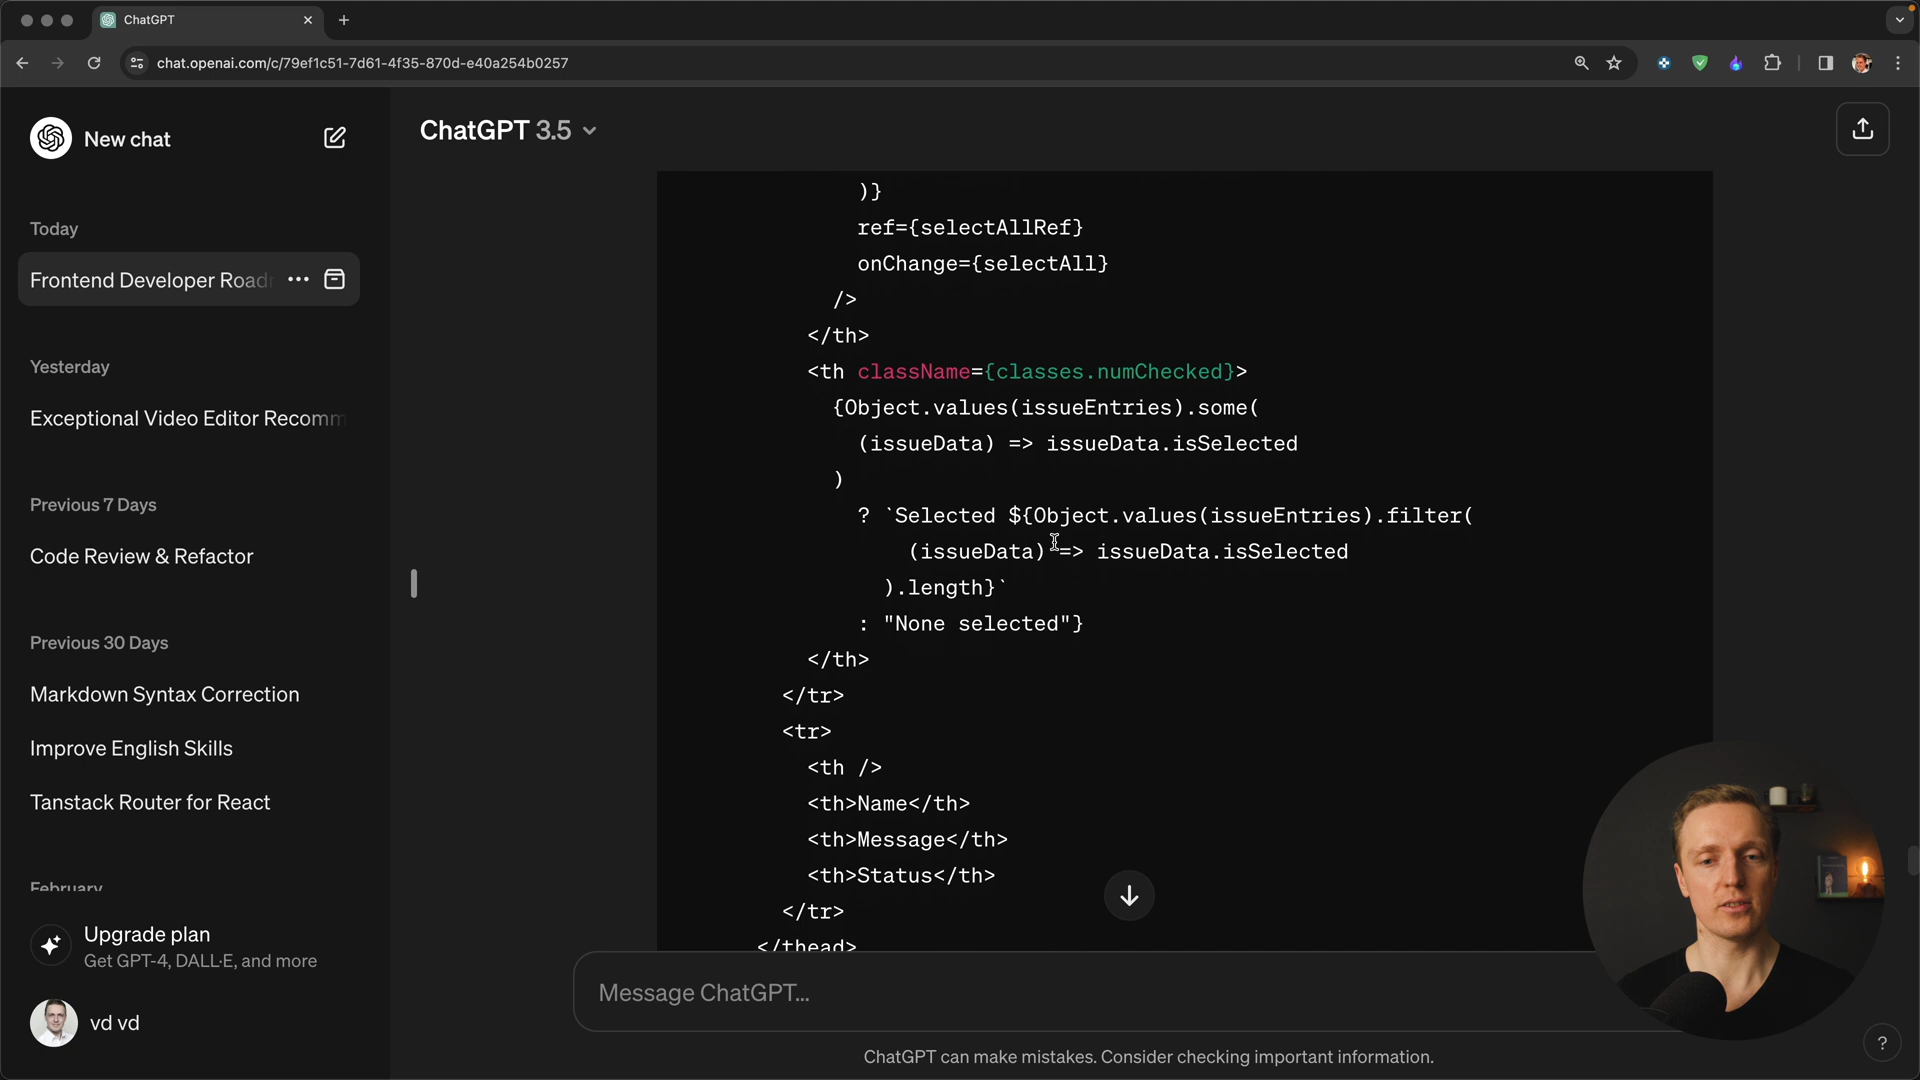 ChatGPT
chat.openai.com/c/79ef1c51-7d61-4f35-870d-e40a254b0257
New chat
Today
Frontend Developer Road
Yesterday
Exceptional Video Editor Recomm
Previous 7 Days
Code Review & Refactor
Previous 30 Days
Markdown Syntax Correction
Improve English Skills
Tanstack Router for React
February
Upgrade plan
Get GPT-4, DALL·E, and more
vd vd
ChatGPT 3.5
)}
ref={selectAllRef}
onChange={selectAll}
/>
</th>
<th className={classes.numChecked}>
{Object.values(issueEntries).some(
(issueData) => issueData.isSelected
)
? `Selected ${Object.values(issueEntries).filter(
(issueData) => issueData.isSelected
).length}`
: "None selected"}
</th>
</tr>
<tr>
<th />
<th>Name</th>
<th>Message</th>
<th>Status</th>
</tr>
</thead>
Message ChatGPT...
ChatGPT can make mistakes. Consider checking important information.
?